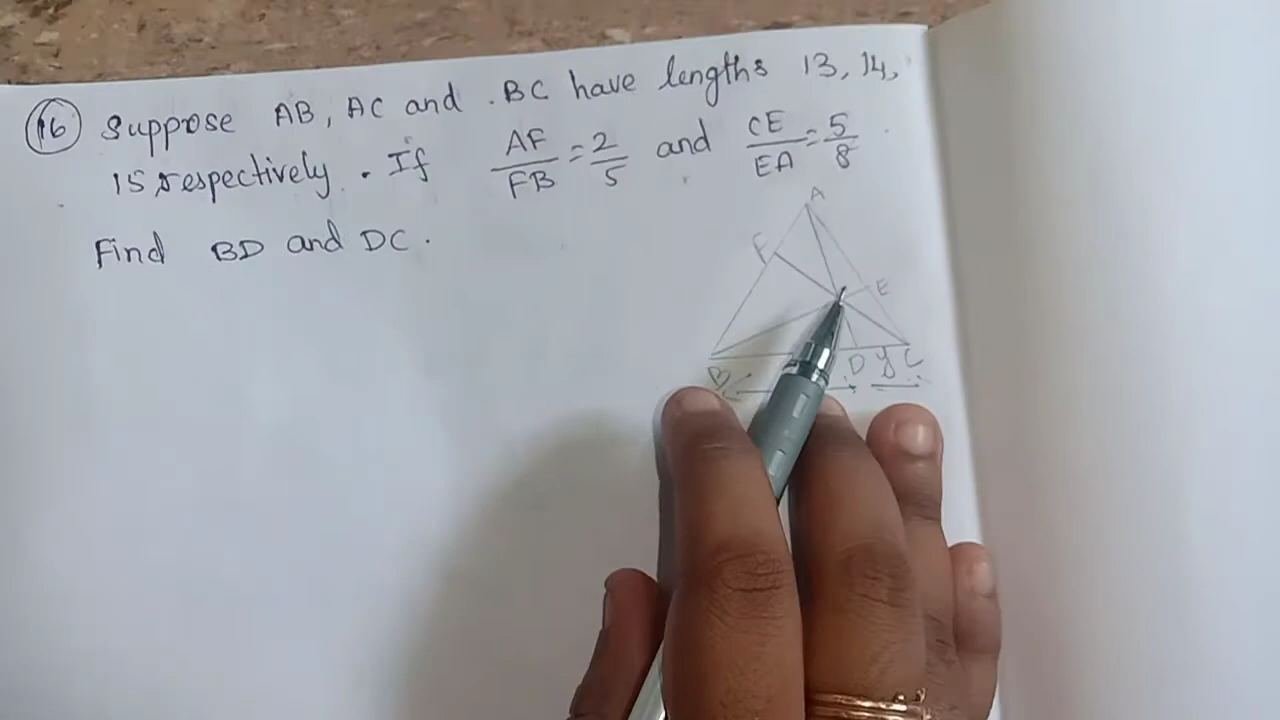 16 Suppose AB, AC and BC have lengths 13, 14,
15 respectively. If AF/FB = 2/5 and CE/EA = 5/8.
Find BD and DC.
A
F
E
B D y C